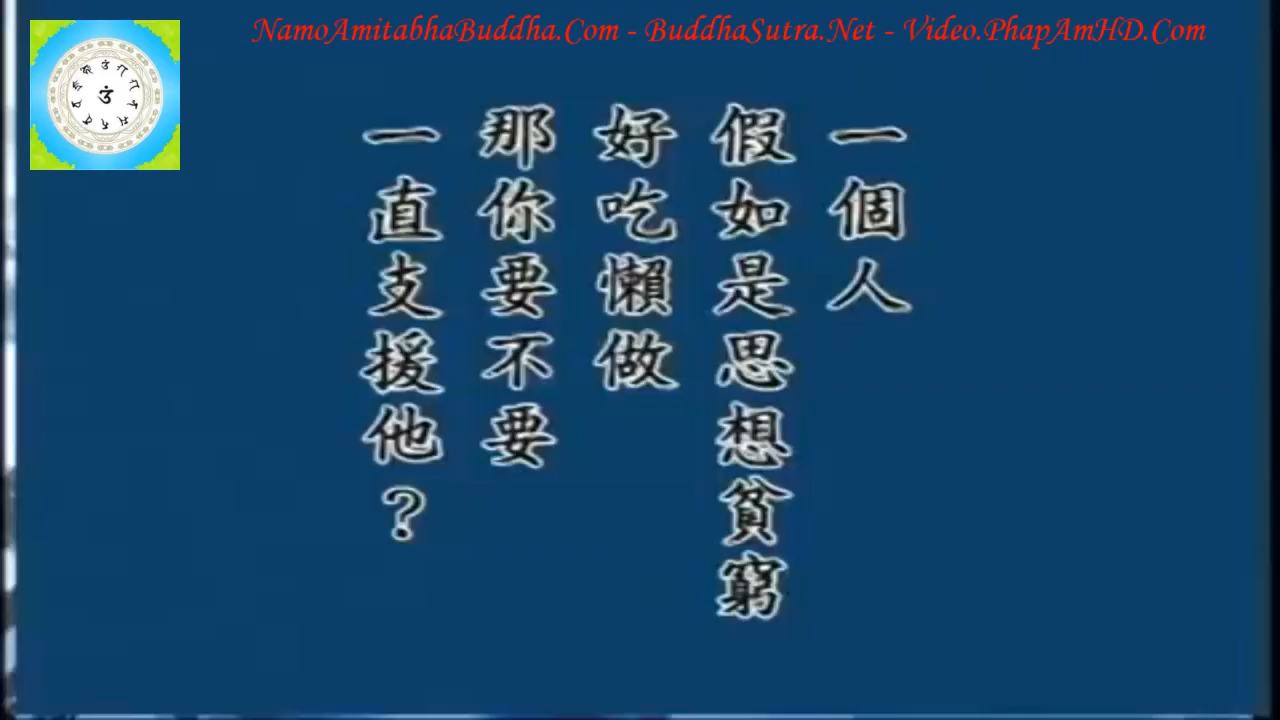 NamoAmitabhaBuddha.Com - BuddhaSutra.Net - Video.PhapAmHD.Com
一個人
假如是思想貧窮
好吃懶做
那你要不要
一直支援他？